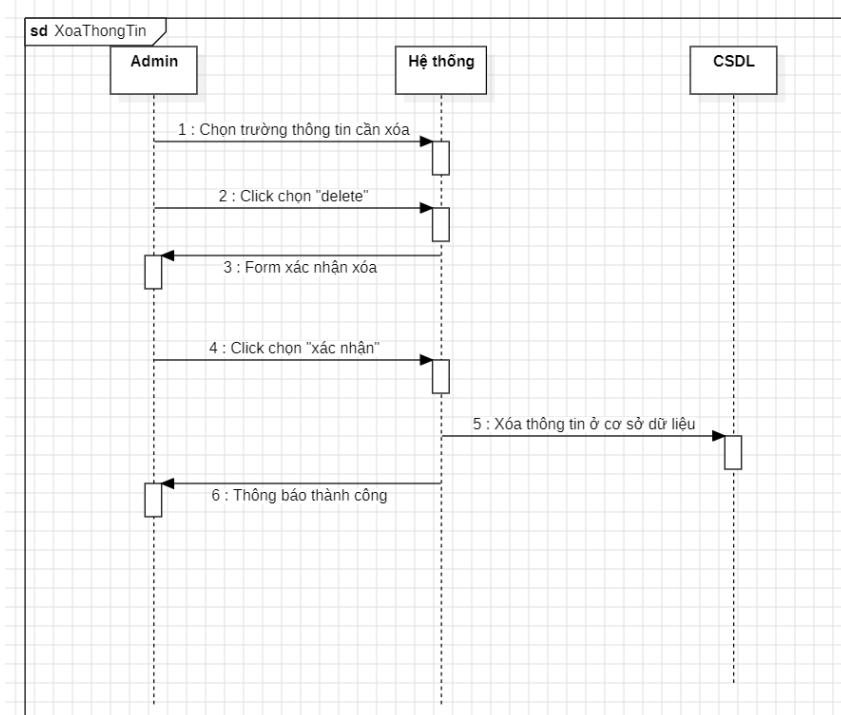 sd XoaThongTin
Admin
Hệ thống
CSDL
1 : Chọn trường thông tin cần xóa
2 : Click chọn "delete"
3 : Form xác nhận xóa
4 : Click chọn "xác nhận"
5 : Xóa thông tin ở cơ sở dữ liệu
6 : Thông báo thành công